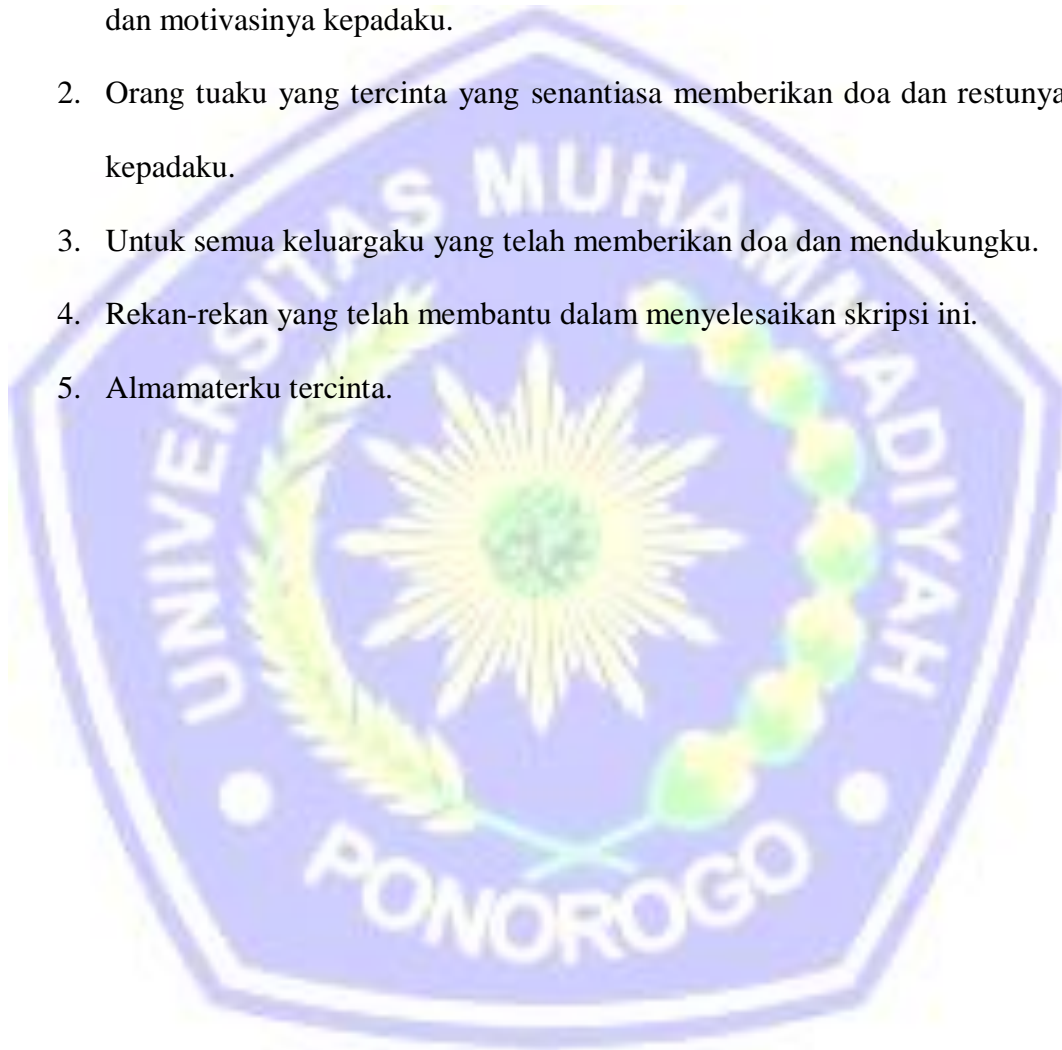 dan motivasinya kepadaku.
2. Orang tuaku yang tercinta yang senantiasa memberikan doa dan restunya
kepadaku.
3. Untuk semua keluargaku yang telah memberikan doa dan mendukungku.
4. Rekan-rekan yang telah membantu dalam menyelesaikan skripsi ini.
5. Almamaterku tercinta.
UNIVERSITAS MUHAMMADIYAH
PONOROGO